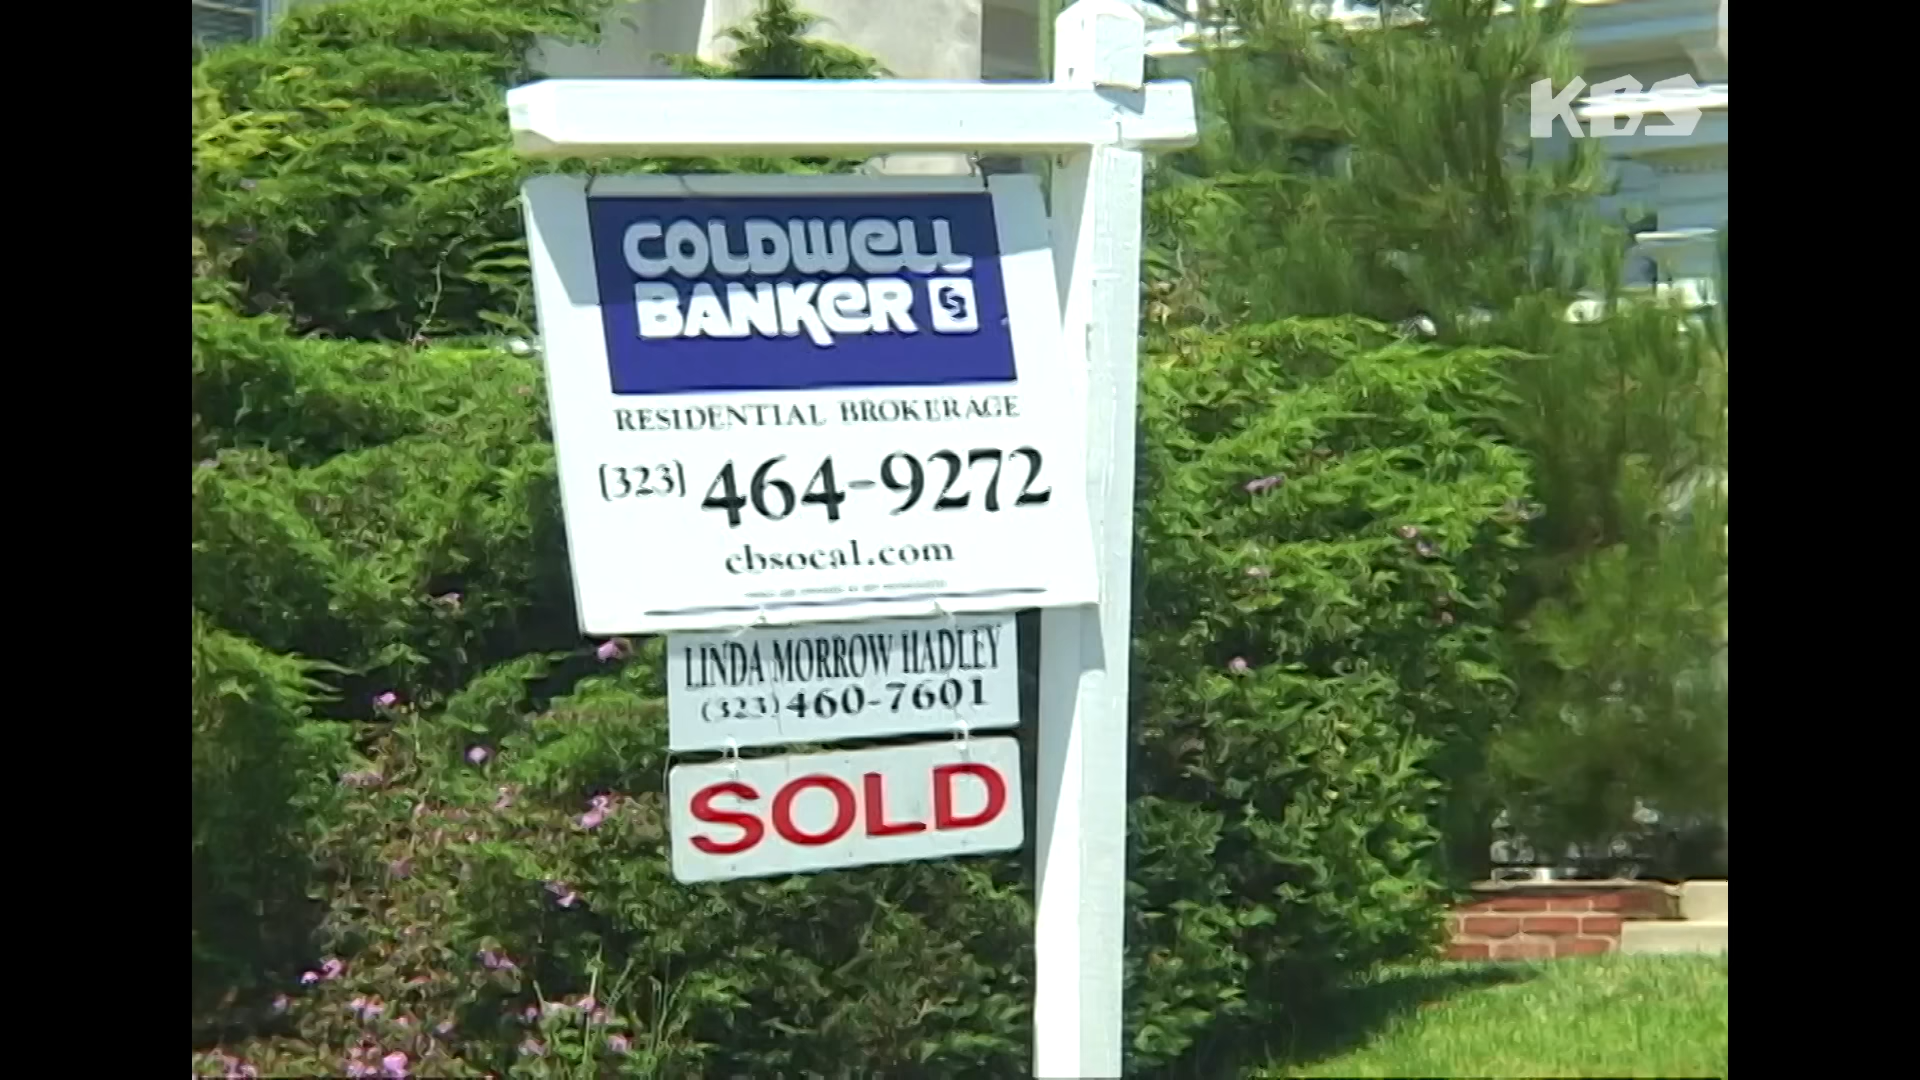 KBS
COLDWELL
BANKER
RESIDENTIAL BROKERAGE
(323) 464-9272
cbsocal.com
LINDA MORROW HADLEY
(323) 460-7601
SOLD